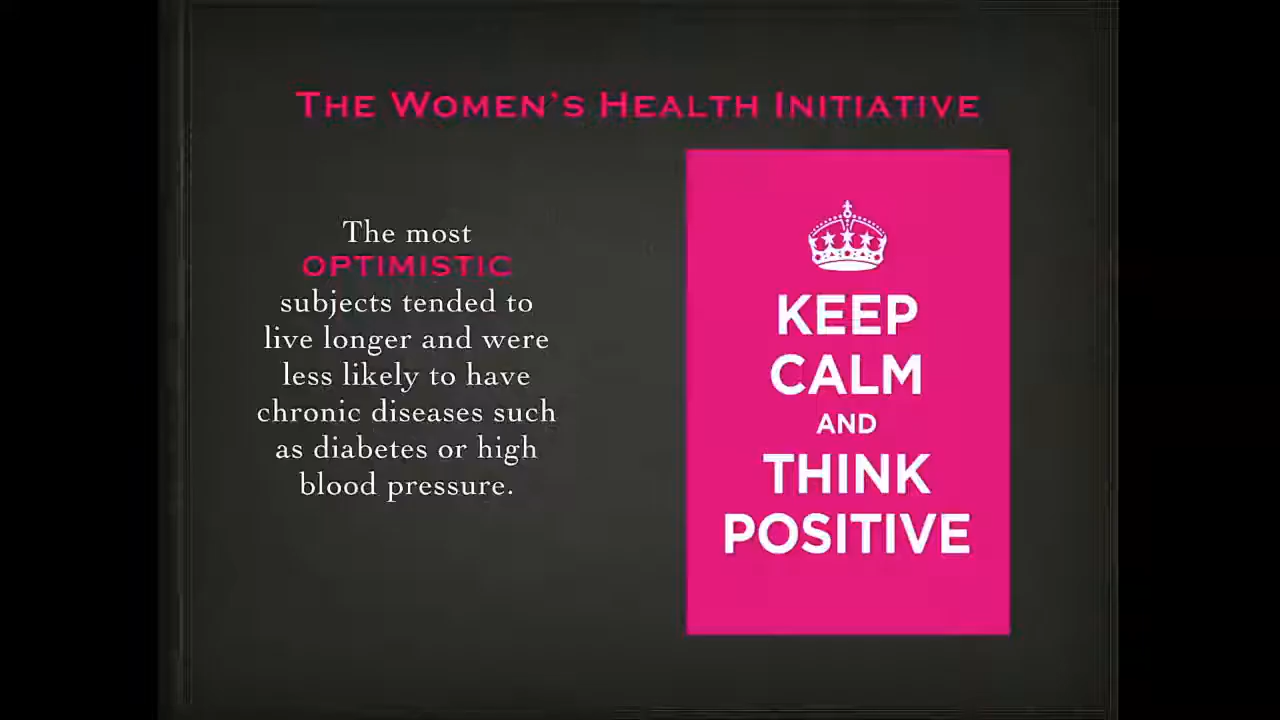 THE WOMEN'S HEALTH INITIATIVE
The most
OPTIMISTIC
subjects tended to
live longer and were
less likely to have
chronic diseases such
as diabetes or high
blood pressure.
KEEP
CALM
AND
THINK
POSITIVE